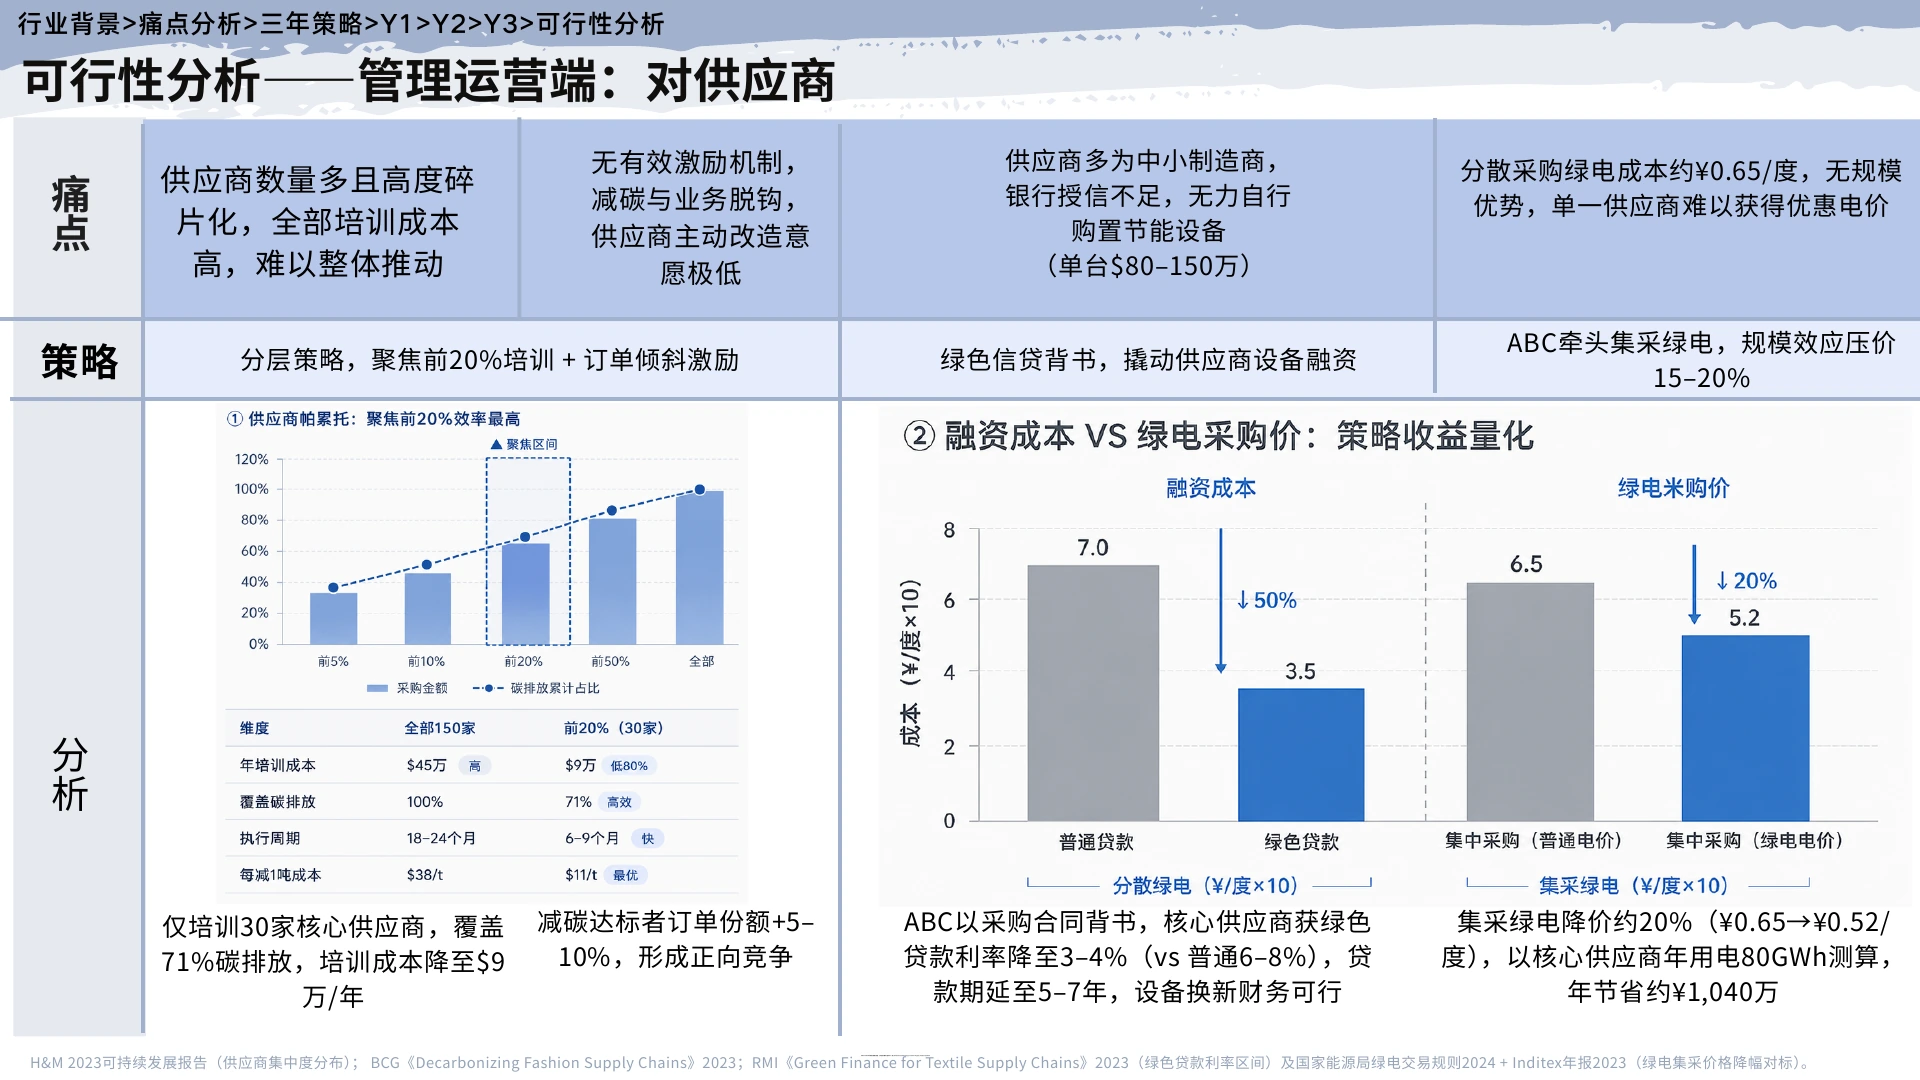 行业背景>痛点分析>三年策略>Y1>Y2>Y3>可行性分析
可行性分析——管理运营端：对供应商
痛点
供应商数量多且高度碎
片化，全部培训成本
高，难以整体推动
无有效激励机制，
减碳与业务脱钩，
供应商主动改造意
愿极低
供应商多为中小制造商，
银行授信不足，无力自行
购置节能设备
（单台$80–150万）
分散采购绿电成本约¥0.65/度，无规模
优势，单一供应商难以获得优惠电价
策略
分层策略，聚焦前20%培训 + 订单倾斜激励
绿色信贷背书，撬动供应商设备融资
ABC牵头集采绿电，规模效应压价
15–20%
分析
① 供应商帕累托：聚焦前20%效率最高
▲ 聚焦区间
120%
100%
80%
60%
40%
20%
0%
前5%
前10%
前20%
前50%
全部
采购金额
碳排放累计占比
维度 全部150家 前20%（30家）
年培训成本 $45万 高 $9万 低80%
覆盖碳排放 100% 71% 高效
执行周期 18–24个月 6–9个月 快
每减1吨成本 $38/t $11/t 最优
仅培训30家核心供应商，覆盖
71%碳排放，培训成本降至$9
万/年
减碳达标者订单份额+5–
10%，形成正向竞争
② 融资成本 VS 绿电采购价：策略收益量化
融资成本
绿电米购价
成本（¥/度×10）
8
6
4
2
0
7.0
↓50%
3.5
6.5
↓20%
5.2
普通贷款
绿色贷款
集中采购（普通电价）
集中采购（绿电电价）
分散绿电（¥/度×10）
集采绿电（¥/度×10）
ABC以采购合同背书，核心供应商获绿色
贷款利率降至3–4%（vs 普通6–8%），贷
款期延至5–7年，设备换新财务可行
集采绿电降价约20%（¥0.65→¥0.52/
度），以核心供应商年用电80GWh测算，
年节省约¥1,040万
H&M 2023可持续发展报告（供应商集中度分布）； BCG《Decarbonizing Fashion Supply Chains》2023；RMI《Green Finance for Textile Supply Chains》2023（绿色贷款利率区间）及国家能源局绿电交易规则2024 + Inditex年报2023（绿电集采价格降幅对标）。